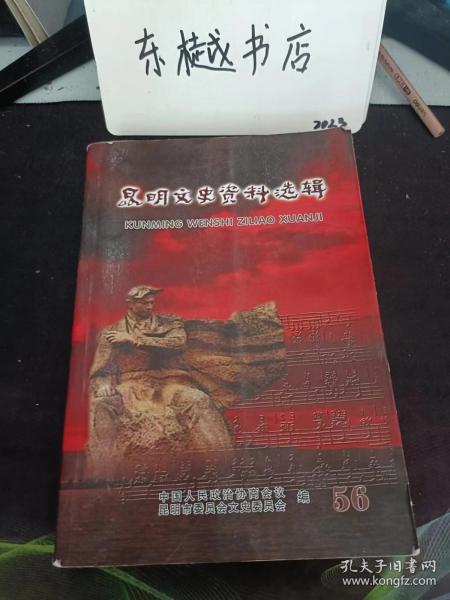 东樾书店
2023
昆明文史资料选辑
KUNMING WENSHI ZILIAO XUANJI
中国人民政治协商会议
昆明市委员会文史委员会
编
56
孔夫子旧书网
www.kongfz.com